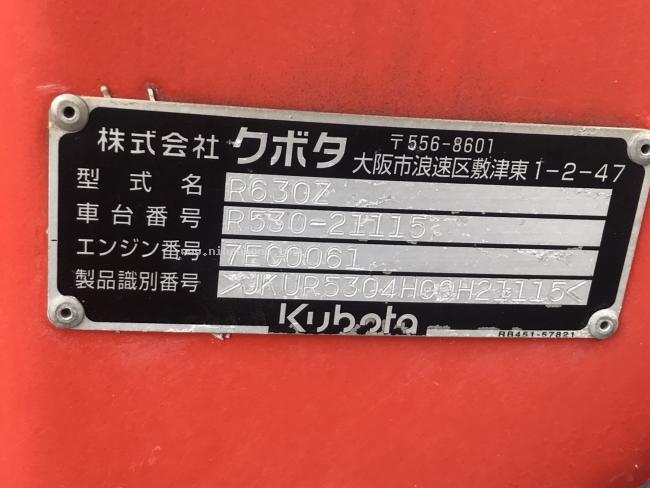 株式会社 クボタ 〒556-8601
大阪市浪速区敷津東1-2-47
型式名 R630Z
車台番号 R530-21115
エンジン番号 7EG0061
製品識別番号 >JKUR5304H09H21115<
Kubota
RB451-57821